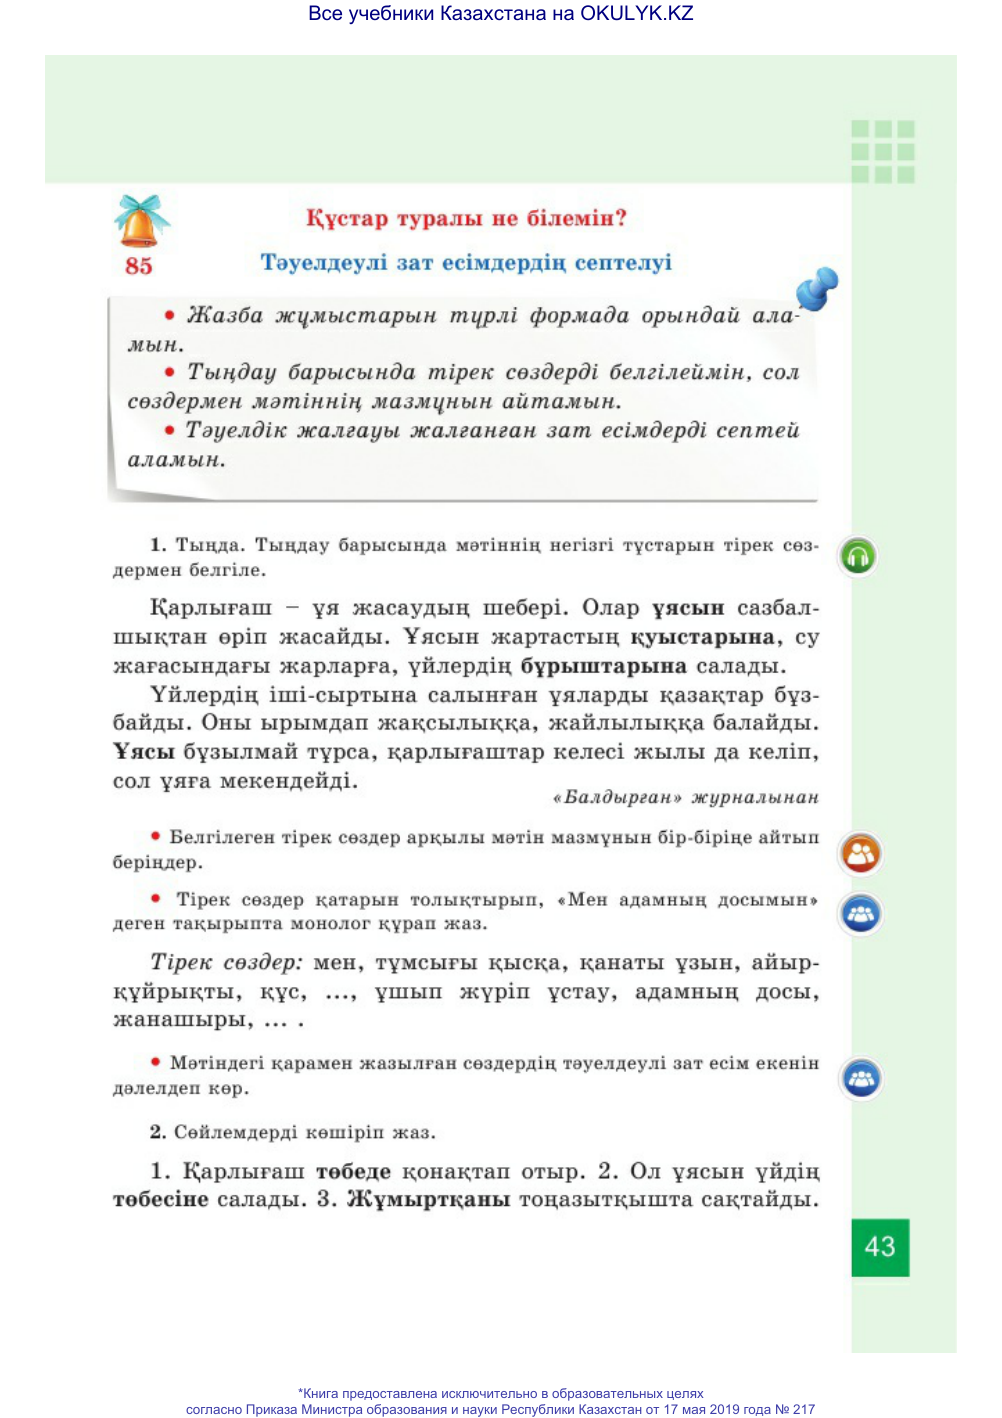 Все учебники Казахстана на OKULYK.KZ
Құстар туралы не білемін?
85
Тәуелдеулі зат есімдердің септелуі
• Жазба жұмыстарын түрлі формада орындай ала-
мын.
• Тыңдау барысында тірек сөздерді белгілеймін, сол
сөздермен мәтіннің мазмұнын айтамын.
• Тәуелдік жалғауы жалғанған зат есімдерді септей
аламын.
1. Тыңда. Тыңдау барысында мәтіннің негізгі тұстарын тірек сөз-
дермен белгіле.
Қарлығаш – ұя жасаудың шебері. Олар ұясын сазбал-
шықтан өріп жасайды. Ұясын жартастың қуыстарына, су
жағасындағы жарларға, үйлердің бұрыштарына салады.
Үйлердің іші-сыртына салынған ұяларды қазақтар бұз-
байды. Оны ырымдап жақсылыққа, жайлылыққа балайды.
Ұясы бұзылмай тұрса, қарлығаштар келесі жылы да келіп,
сол ұяға мекендейді.
«Балдырған» журналынан
• Белгілеген тірек сөздер арқылы мәтін мазмұнын бір-біріңе айтып
беріңдер.
• Тірек сөздер қатарын толықтырып, «Мен адамның досымын»
деген тақырыпта монолог құрап жаз.
Тірек сөздер: мен, тұмсығы қысқа, қанаты ұзын, айыр-
құйрықты, құс, ..., ұшып жүріп ұстау, адамның досы,
жанашыры, ... .
• Мәтіндегі қарамен жазылған сөздердің тәуелдеулі зат есім екенін
дәлелдеп көр.
2. Сөйлемдерді көшіріп жаз.
1. Қарлығаш төбеде қонақтап отыр. 2. Ол ұясын үйдің
төбесіне салады. 3. Жұмыртқаны тоңазытқышта сақтайды.
43
*Книга предоставлена исключительно в образовательных целях
согласно Приказа Министра образования и науки Республики Казахстан от 17 мая 2019 года № 217